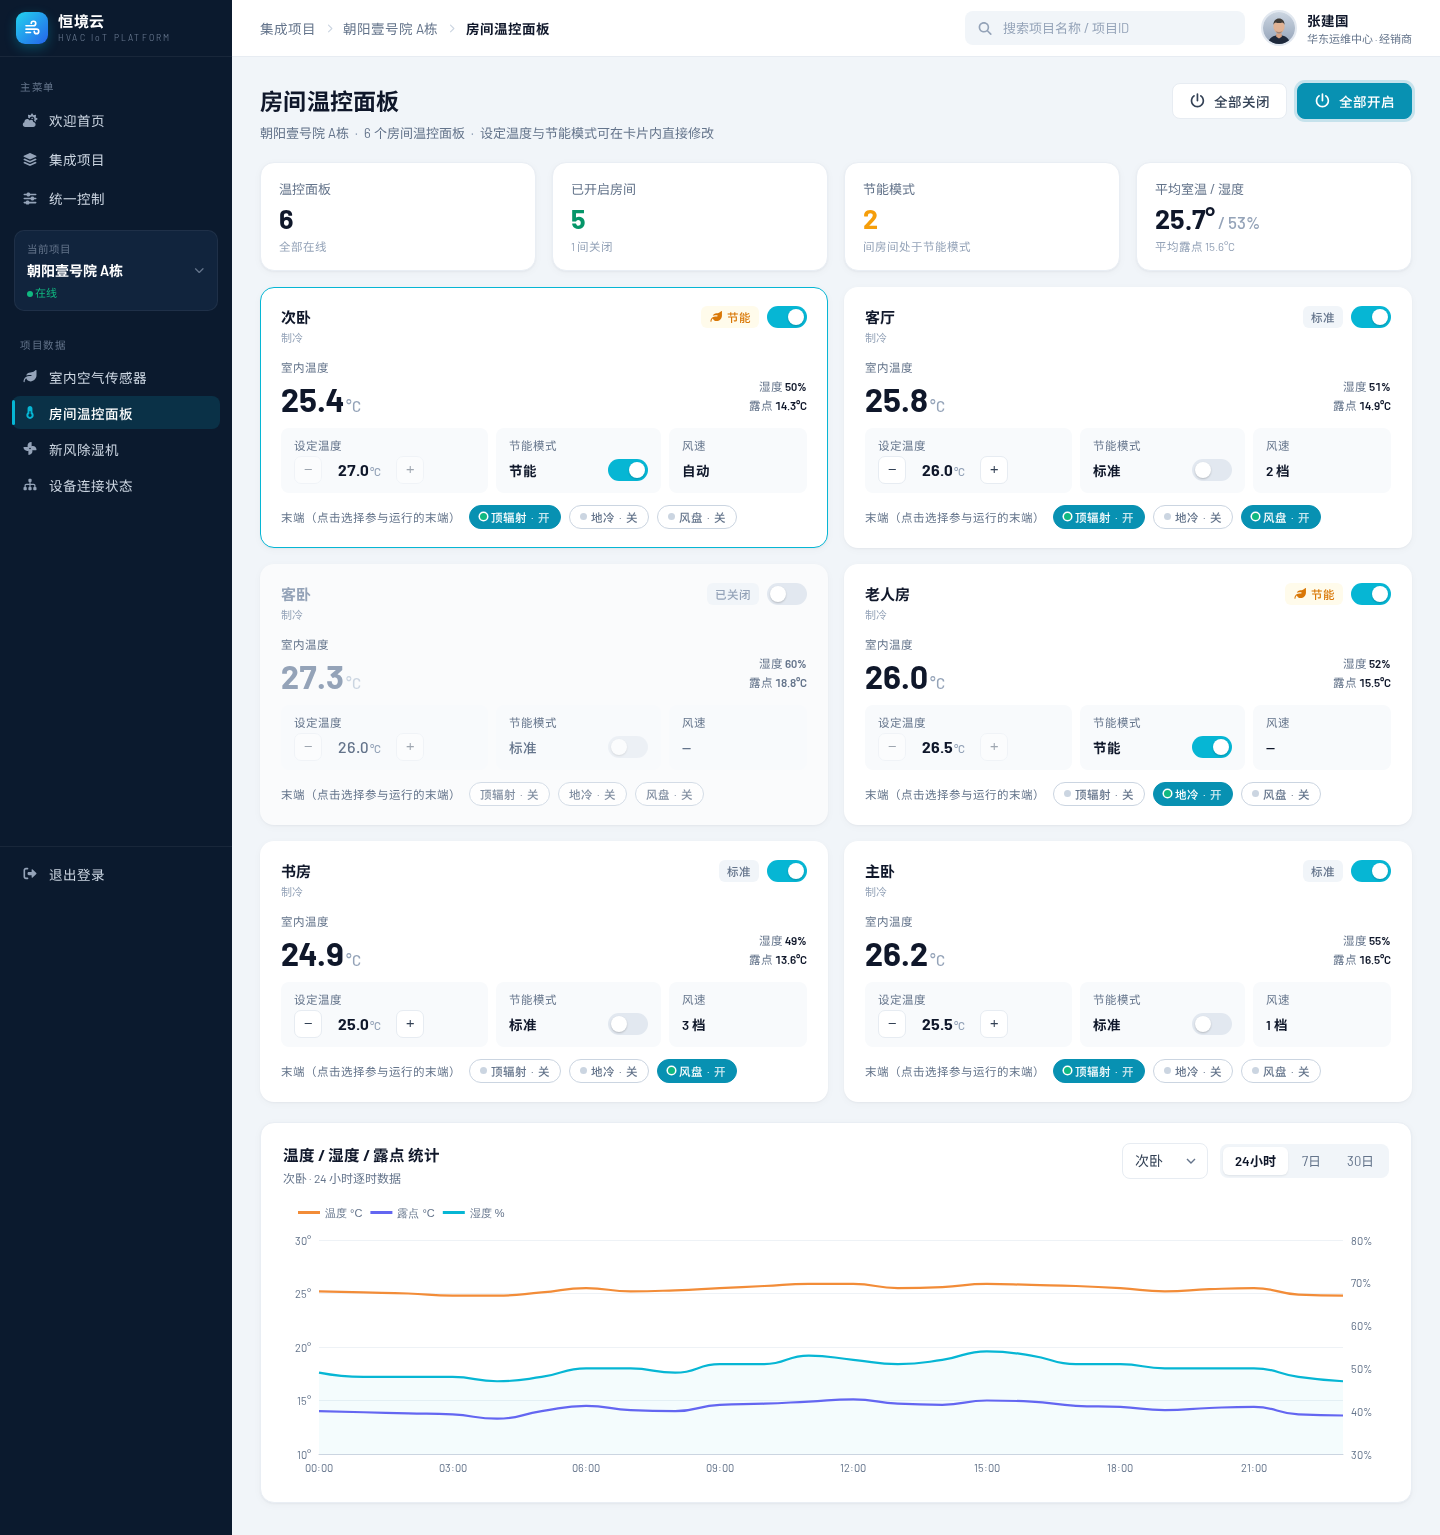 恒境云
HVAC IoT PLATFORM
主菜单
欢迎首页
集成项目
统一控制
当前项目
朝阳壹号院 A栋
在线
项目数据
室内空气传感器
房间温控面板
新风除湿机
设备连接状态
退出登录
集成项目 朝阳壹号院 A栋 房间温控面板
搜索项目名称 / 项目ID
张建国
华东运维中心 · 经销商
房间温控面板
朝阳壹号院 A栋 · 6 个房间温控面板 · 设定温度与节能模式可在卡片内直接修改
全部关闭 全部开启
温控面板
6
全部在线
已开启房间
5
1 间关闭
节能模式
2
间房间处于节能模式
平均室温 / 湿度
25.7° / 53%
平均露点 15.6°C
次卧 节能
制冷
室内温度
25.4°C
湿度 50%
露点 14.3°C
设定温度
− 27.0°C +
节能模式
节能
风速
自动
末端（点击选择参与运行的末端） 顶辐射 · 开 地冷 · 关 风盘 · 关
客厅 标准
制冷
室内温度
25.8°C
湿度 51%
露点 14.9°C
设定温度
− 26.0°C +
节能模式
标准
风速
2 档
末端（点击选择参与运行的末端） 顶辐射 · 开 地冷 · 关 风盘 · 开
客卧 已关闭
制冷
室内温度
27.3°C
湿度 60%
露点 18.8°C
设定温度
− 26.0°C +
节能模式
标准
风速
–
末端（点击选择参与运行的末端） 顶辐射 · 关 地冷 · 关 风盘 · 关
老人房 节能
制冷
室内温度
26.0°C
湿度 52%
露点 15.5°C
设定温度
− 26.5°C +
节能模式
节能
风速
–
末端（点击选择参与运行的末端） 顶辐射 · 关 地冷 · 开 风盘 · 关
书房 标准
制冷
室内温度
24.9°C
湿度 49%
露点 13.6°C
设定温度
− 25.0°C +
节能模式
标准
风速
3 档
末端（点击选择参与运行的末端） 顶辐射 · 关 地冷 · 关 风盘 · 开
主卧 标准
制冷
室内温度
26.2°C
湿度 55%
露点 16.5°C
设定温度
− 25.5°C +
节能模式
标准
风速
1 档
末端（点击选择参与运行的末端） 顶辐射 · 开 地冷 · 关 风盘 · 关
温度 / 湿度 / 露点 统计
次卧 · 24 小时逐时数据
次卧 24小时 7日 30日
温度 °C 露点 °C 湿度 %
30°
25°
20°
15°
10°
80%
70%
60%
50%
40%
30%
00:00 03:00 06:00 09:00 12:00 15:00 18:00 21:00